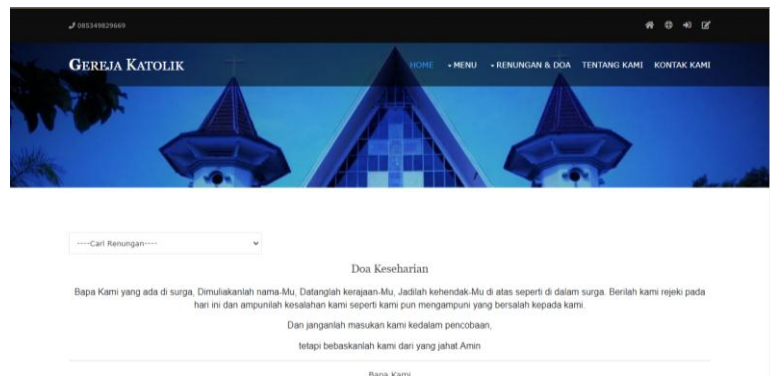 085349829669
GEREJA KATOLIK
HOME
MENU
RENUNGAN & DOA
TENTANG KAMI
KONTAK KAMI
----Cari Renungan----
Doa Keseharian
Bapa Kami yang ada di surga, Dimuliakanlah nama-Mu, Datanglah kerajaan-Mu, Jadilah kehendak-Mu di atas seperti di dalam surga. Berilah kami rejeki pada
hari ini dan ampunilah kesalahan kami seperti kami pun mengampuni yang bersalah kepada kami.
Dan janganlah masukan kami kedalam pencobaan,
tetapi bebaskanlah kami dari yang jahat.Amin
Bapa Kami